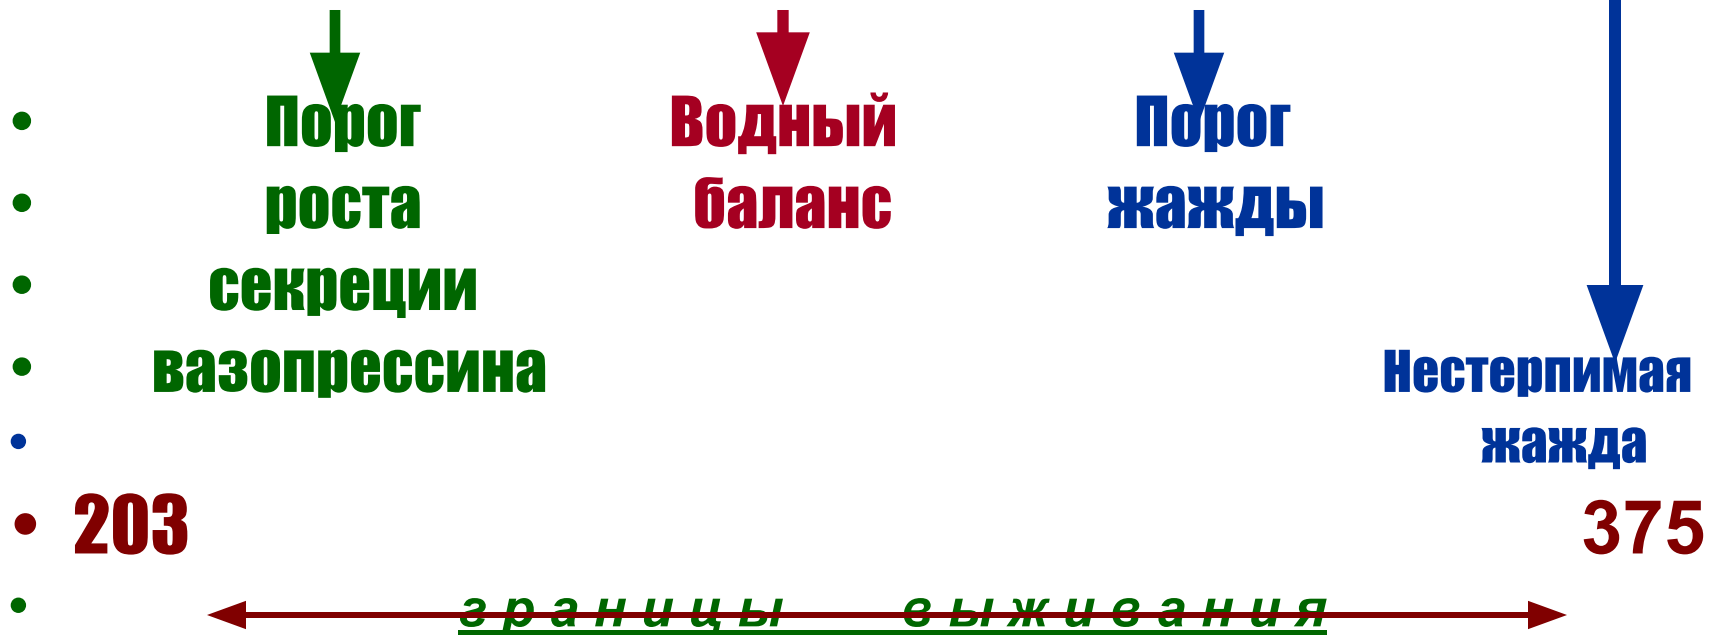 • Порог Водный Порог
• роста баланс жажды
• секреции
• вазопрессина Нестерпимая
• жажда
• 203 375
• границы выживания